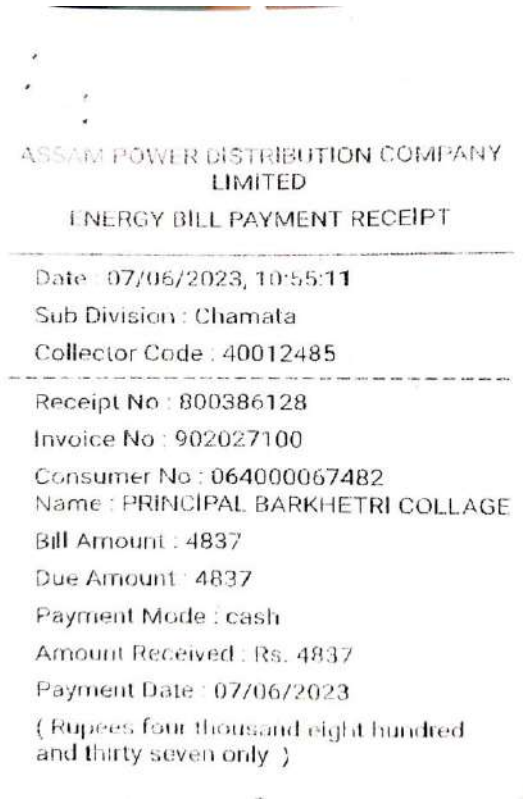 ASSAM POWER DISTRIBUTION COMPANY
LIMITED
ENERGY BILL PAYMENT RECEIPT
Date : 07/06/2023, 10:55:11
Sub Division : Chamata
Collector Code : 40012485
Receipt No : 800386128
Invoice No : 902027100
Consumer No : 064000067482
Name : PRINCIPAL BARKHETRI COLLAGE
Bill Amount : 4837
Due Amount : 4837
Payment Mode : cash
Amount Received : Rs. 4837
Payment Date : 07/06/2023
( Rupees four thousand eight hundred
and thirty seven only )